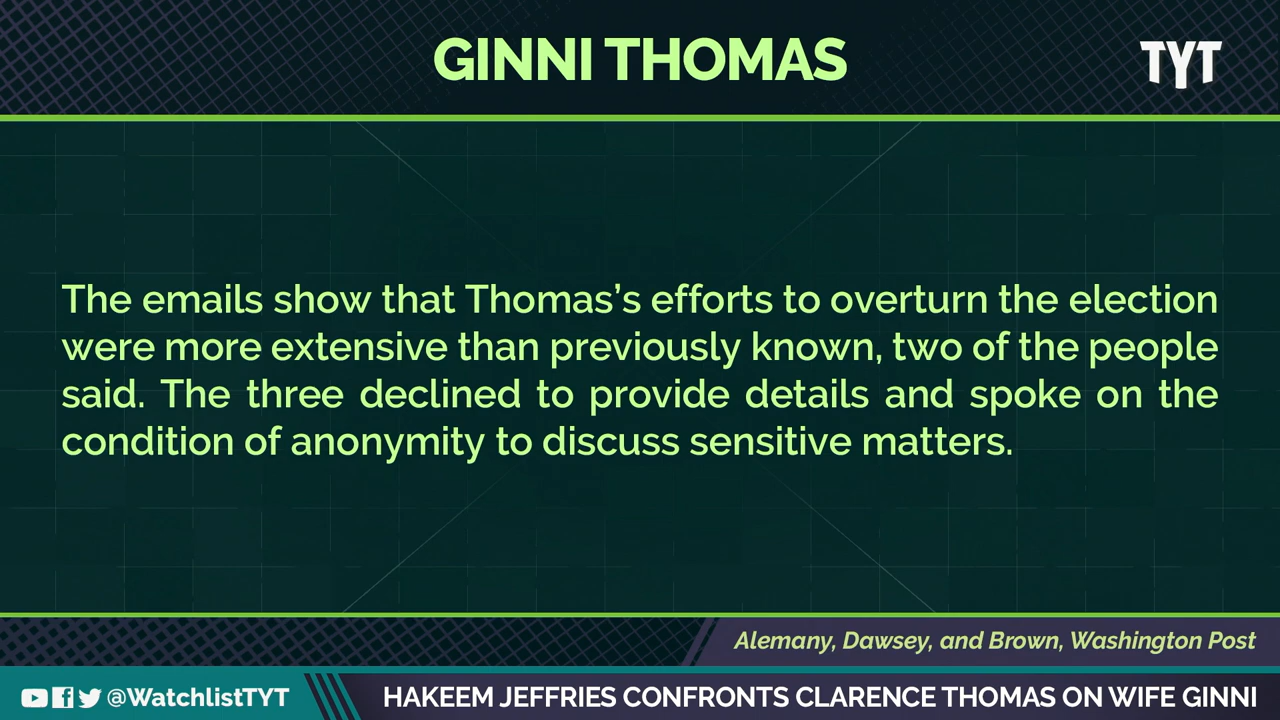 GINNI THOMAS
TYT
The emails show that Thomas’s efforts to overturn the election
were more extensive than previously known, two of the people
said. The three declined to provide details and spoke on the
condition of anonymity to discuss sensitive matters.
Alemany, Dawsey, and Brown, Washington Post
@WatchlistTYT
HAKEEM JEFFRIES CONFRONTS CLARENCE THOMAS ON WIFE GINNI